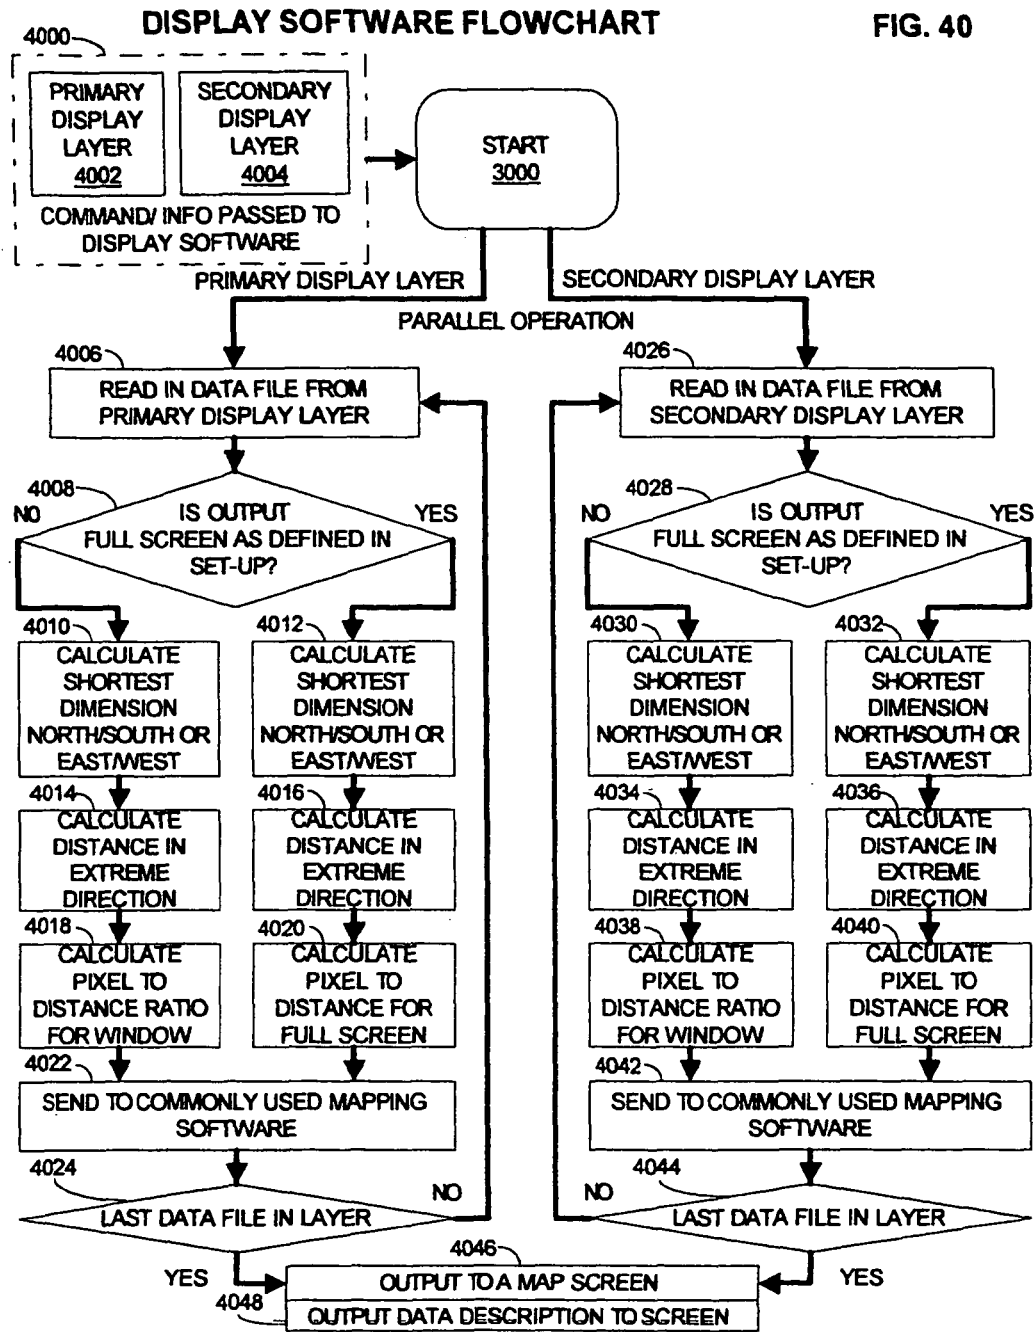 DISPLAY SOFTWARE FLOWCHART
FIG. 40
4000
PRIMARY
DISPLAY
LAYER
4002
SECONDARY
DISPLAY
LAYER
4004
COMMAND/ INFO PASSED TO
DISPLAY SOFTWARE
START
3000
PRIMARY DISPLAY LAYER
SECONDARY DISPLAY LAYER
PARALLEL OPERATION
4006
READ IN DATA FILE FROM
PRIMARY DISPLAY LAYER
4008
NO
YES
IS OUTPUT
FULL SCREEN AS DEFINED IN
SET-UP?
4010
CALCULATE
SHORTEST
DIMENSION
NORTH/SOUTH OR
EAST/WEST
4012
CALCULATE
SHORTEST
DIMENSION
NORTH/SOUTH OR
EAST/WEST
4014
CALCULATE
DISTANCE IN
EXTREME
DIRECTION
4016
CALCULATE
DISTANCE IN
EXTREME
DIRECTION
4018
CALCULATE
PIXEL TO
DISTANCE RATIO
FOR WINDOW
4020
CALCULATE
PIXEL TO
DISTANCE FOR
FULL SCREEN
4022
SEND TO COMMONLY USED MAPPING
SOFTWARE
4024
LAST DATA FILE IN LAYER
NO
YES
4026
READ IN DATA FILE FROM
SECONDARY DISPLAY LAYER
4028
NO
YES
IS OUTPUT
FULL SCREEN AS DEFINED IN
SET-UP?
4030
CALCULATE
SHORTEST
DIMENSION
NORTH/SOUTH OR
EAST/WEST
4032
CALCULATE
SHORTEST
DIMENSION
NORTH/SOUTH OR
EAST/WEST
4034
CALCULATE
DISTANCE IN
EXTREME
DIRECTION
4036
CALCULATE
DISTANCE IN
EXTREME
DIRECTION
4038
CALCULATE
PIXEL TO
DISTANCE RATIO
FOR WINDOW
4040
CALCULATE
PIXEL TO
DISTANCE FOR
FULL SCREEN
4042
SEND TO COMMONLY USED MAPPING
SOFTWARE
4044
NO
LAST DATA FILE IN LAYER
YES
4046
OUTPUT TO A MAP SCREEN
4048
OUTPUT DATA DESCRIPTION TO SCREEN